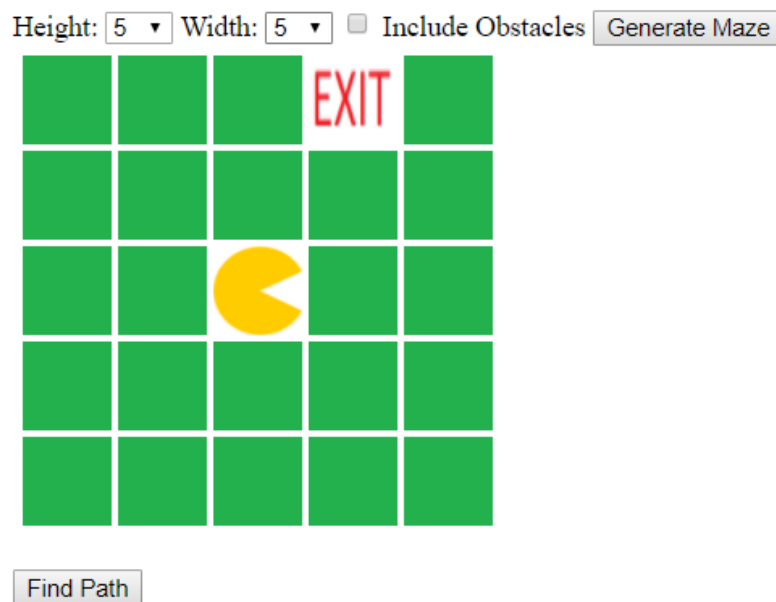 Height: 5 Width: 5 Include Obstacles Generate Maze
EXIT
Find Path